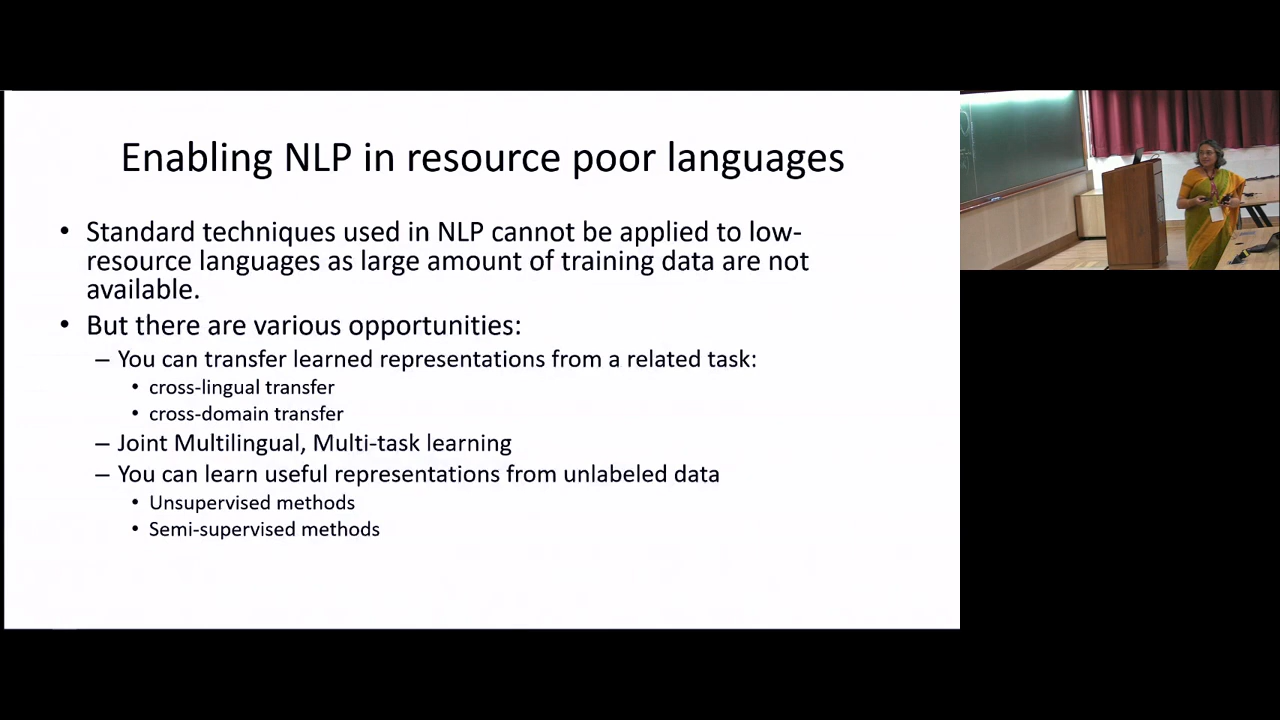 Enabling NLP in resource poor languages
• Standard techniques used in NLP cannot be applied to low-
resource languages as large amount of training data are not
available.
• But there are various opportunities:
– You can transfer learned representations from a related task:
• cross-lingual transfer
• cross-domain transfer
– Joint Multilingual, Multi-task learning
– You can learn useful representations from unlabeled data
• Unsupervised methods
• Semi-supervised methods